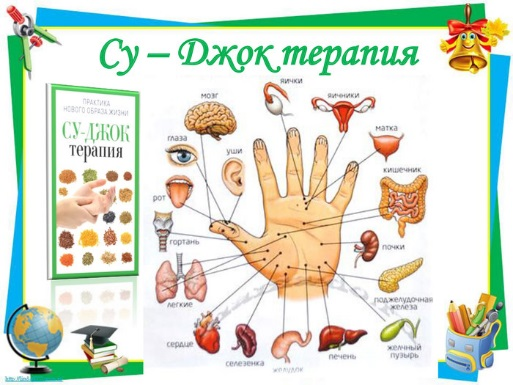 Су – Джок терапия
ПРАКТИКА
НОВОГО ОБРАЗА ЖИЗНИ
СУ-ДЖОК
терапия
мозг
яички
яичники
матка
глаза
уши
кишечник
рот
гортань
почки
легкие
поджелудочная
железа
сердце
селезенка
желудок
печень
желчный
пузырь